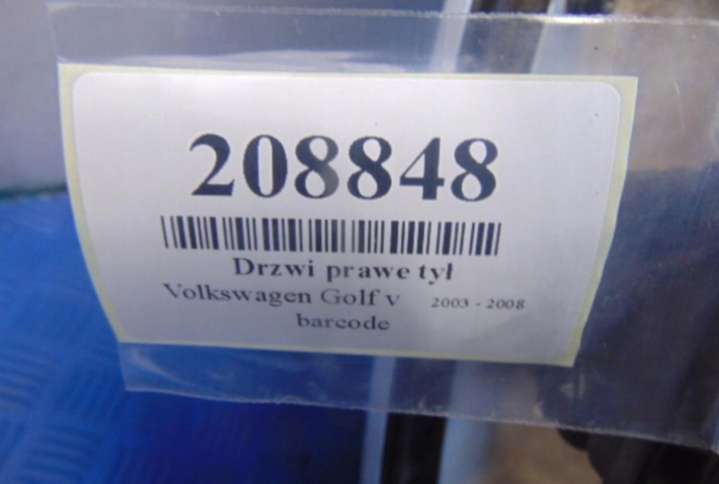 208848
Drzwi prawe tył
Volkswagen Golf v 2003 - 2008
barcode